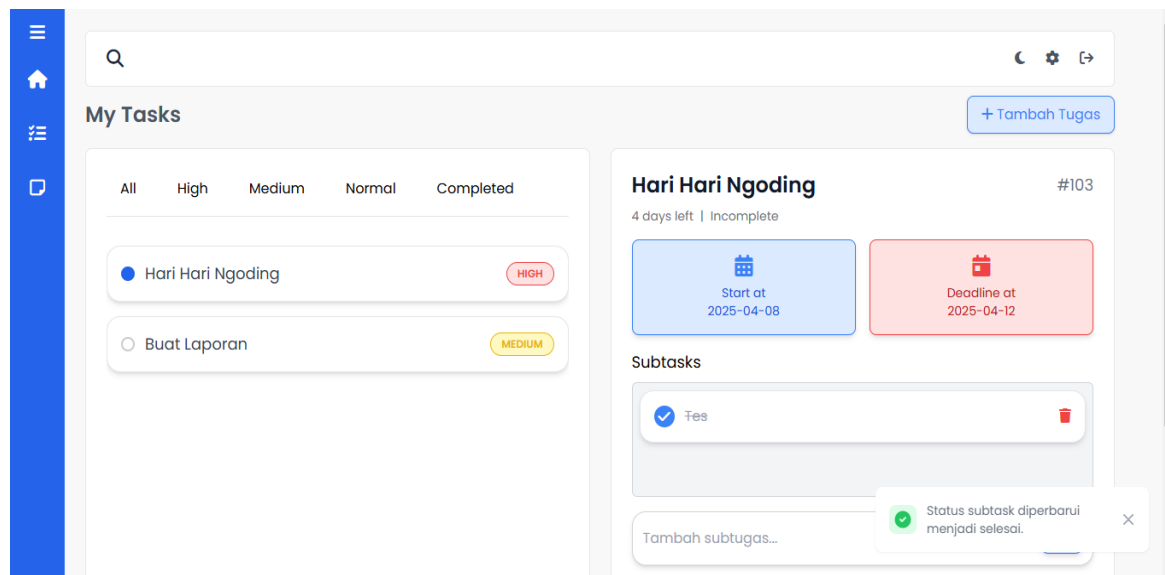 My Tasks
+ Tambah Tugas
All High Medium Normal Completed
Hari Hari Ngoding HIGH
Buat Laporan MEDIUM
Hari Hari Ngoding #103
4 days left | Incomplete
Start at
2025-04-08
Deadline at
2025-04-12
Subtasks
Tes
Tambah subtugas...
Status subtask diperbarui
menjadi selesai.